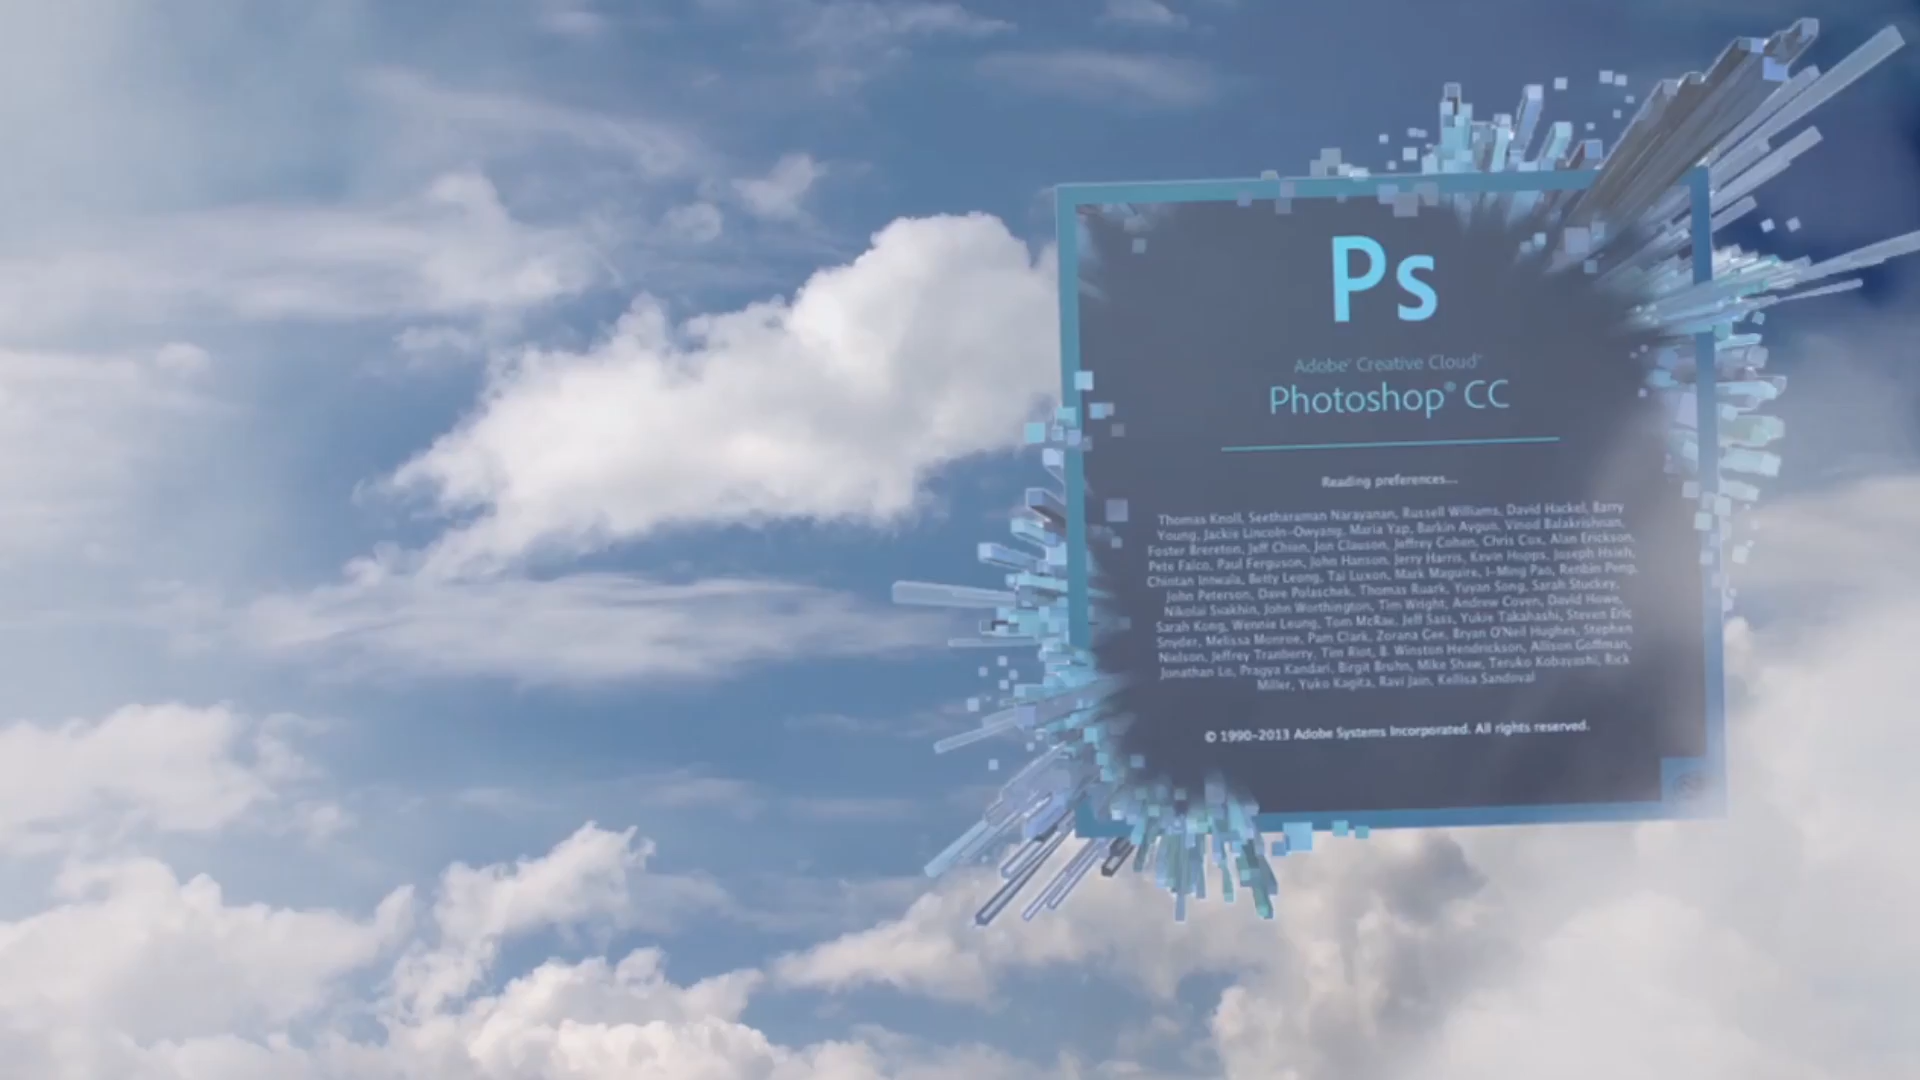 Ps
Adobe® Creative Cloud™
Photoshop® CC
Reading preferences...
Thomas Knoll, Seetharaman Narayanan, Russell Williams, David Hackel, Barry
Young, Jackie Lincoln-Owyang, Maria Yap, Barkin Aygun, Vinod Balakrishnan,
Foster Brereton, Jeff Chien, Jon Clauson, Jeffrey Cohen, Chris Cox, Alan Erickson,
Pete Falco, Paul Ferguson, John Hanson, Jerry Harris, Kevin Hopps, Joseph Hsieh,
Chintan Intwala, Betty Leong, Tai Luxon, Mark Maguire, I-Ming Pao, Renbin Peng,
John Peterson, Dave Polaschek, Thomas Ruark, Yuyan Song, Sarah Stuckey,
Nikolai Svakhin, John Worthington, Tim Wright, Andrew Coven, David Howe,
Sarah Kong, Wennie Leung, Tom McRae, Jeff Sass, Yukie Takahashi, Steven Eric
Snyder, Melissa Monroe, Pam Clark, Zorana Gee, Bryan O'Neil Hughes, Stephen
Nielson, Jeffrey Tranberry, Tim Riot, B. Winston Hendrickson, Allison Goffman,
Jonathan Lo, Pragya Kandari, Birgit Bruhn, Mike Shaw, Teruko Kobayashi, Rick
Miller, Yuko Kagita, Ravi Jain, Kellisa Sandoval
© 1990-2013 Adobe Systems Incorporated. All rights reserved.